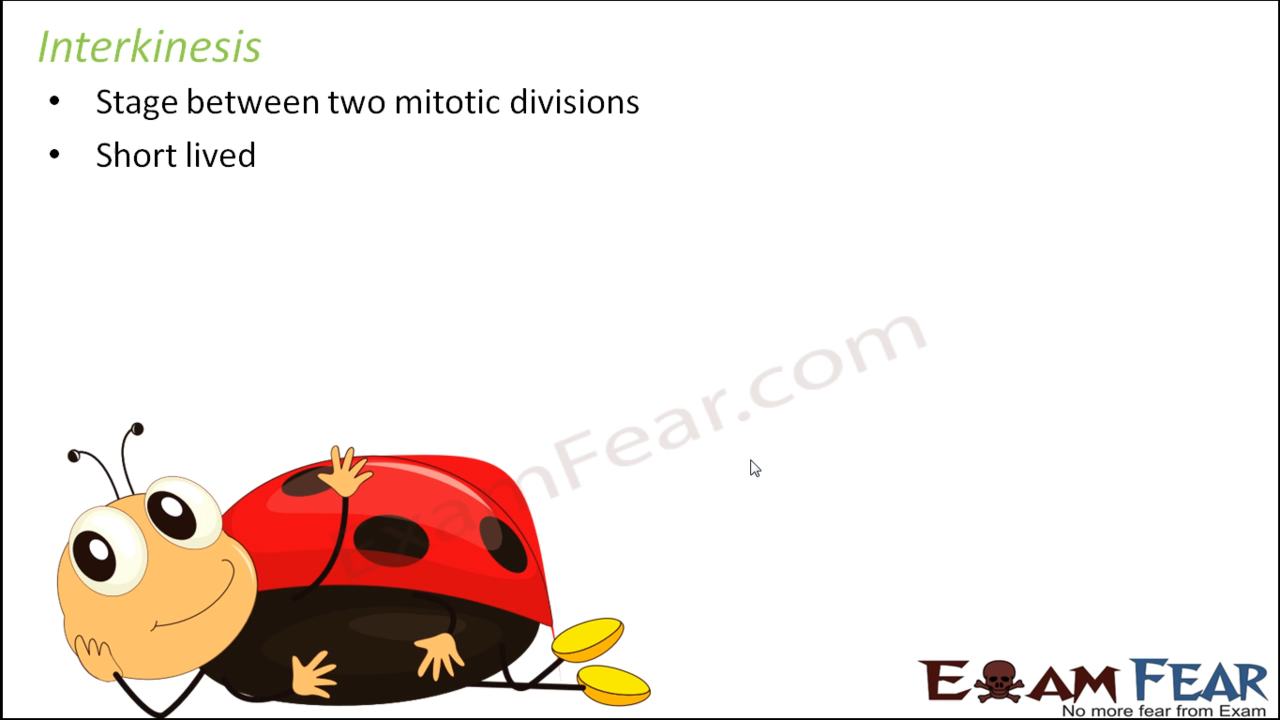 Interkinesis
• Stage between two mitotic divisions
• Short lived
ExamFear.com
EXAM FEAR
No more fear from Exam